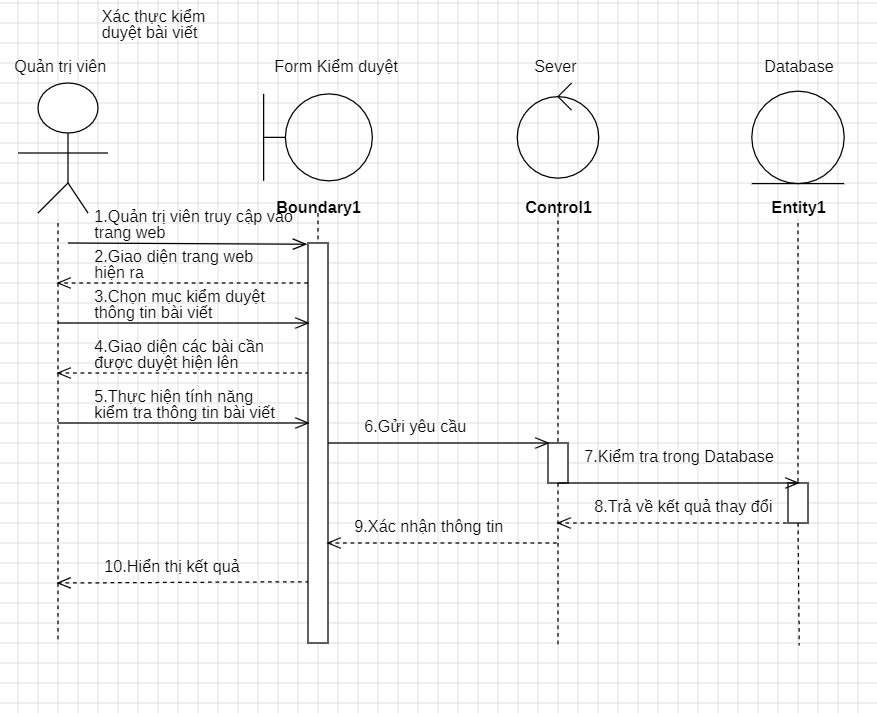 Xác thực kiểm
duyệt bài viết
Quản trị viên
Form Kiểm duyệt
Sever
Database
Boundary1
Control1
Entity1
1.Quản trị viên truy cập vào
trang web
2.Giao diện trang web
hiện ra
3.Chọn mục kiểm duyệt
thông tin bài viết
4.Giao diện các bài cần
được duyệt hiện lên
5.Thực hiện tính năng
kiểm tra thông tin bài viết
6.Gửi yêu cầu
7.Kiểm tra trong Database
8.Trả về kết quả thay đổi
9.Xác nhận thông tin
10.Hiển thị kết quả